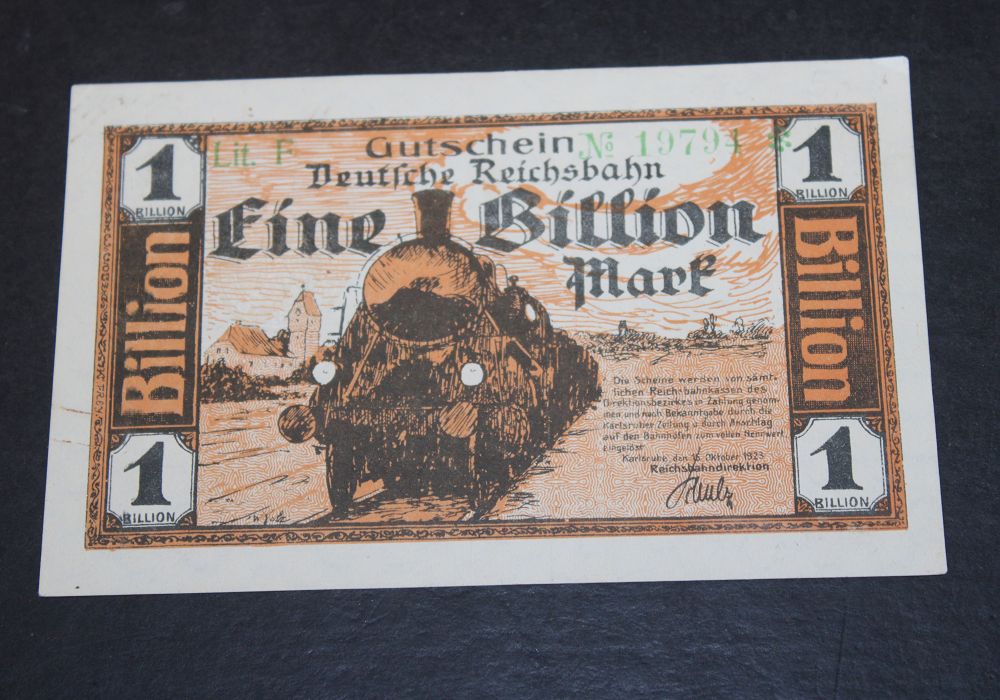 1
BILLION
Lit. F
Gutschein
№ 19794 *
1
BILLION
Deutsche Reichsbahn
Eine Billion
Mark
Billion
Billion
Die Scheine werden von sämt-
lichen Reichsbahnkassen des
Direktionsbezirkes in Zahlung genom-
men und nach Bekanntgabe durch die
Karlsruher Zeitung u durch Anschlag
auf den Bahnhöfen zum vollen Nennwert
eingelöst.
Karlsruhe, den 16. Oktober 1923
Reichsbahndirektion
Schulz
1
BILLION
1
BILLION